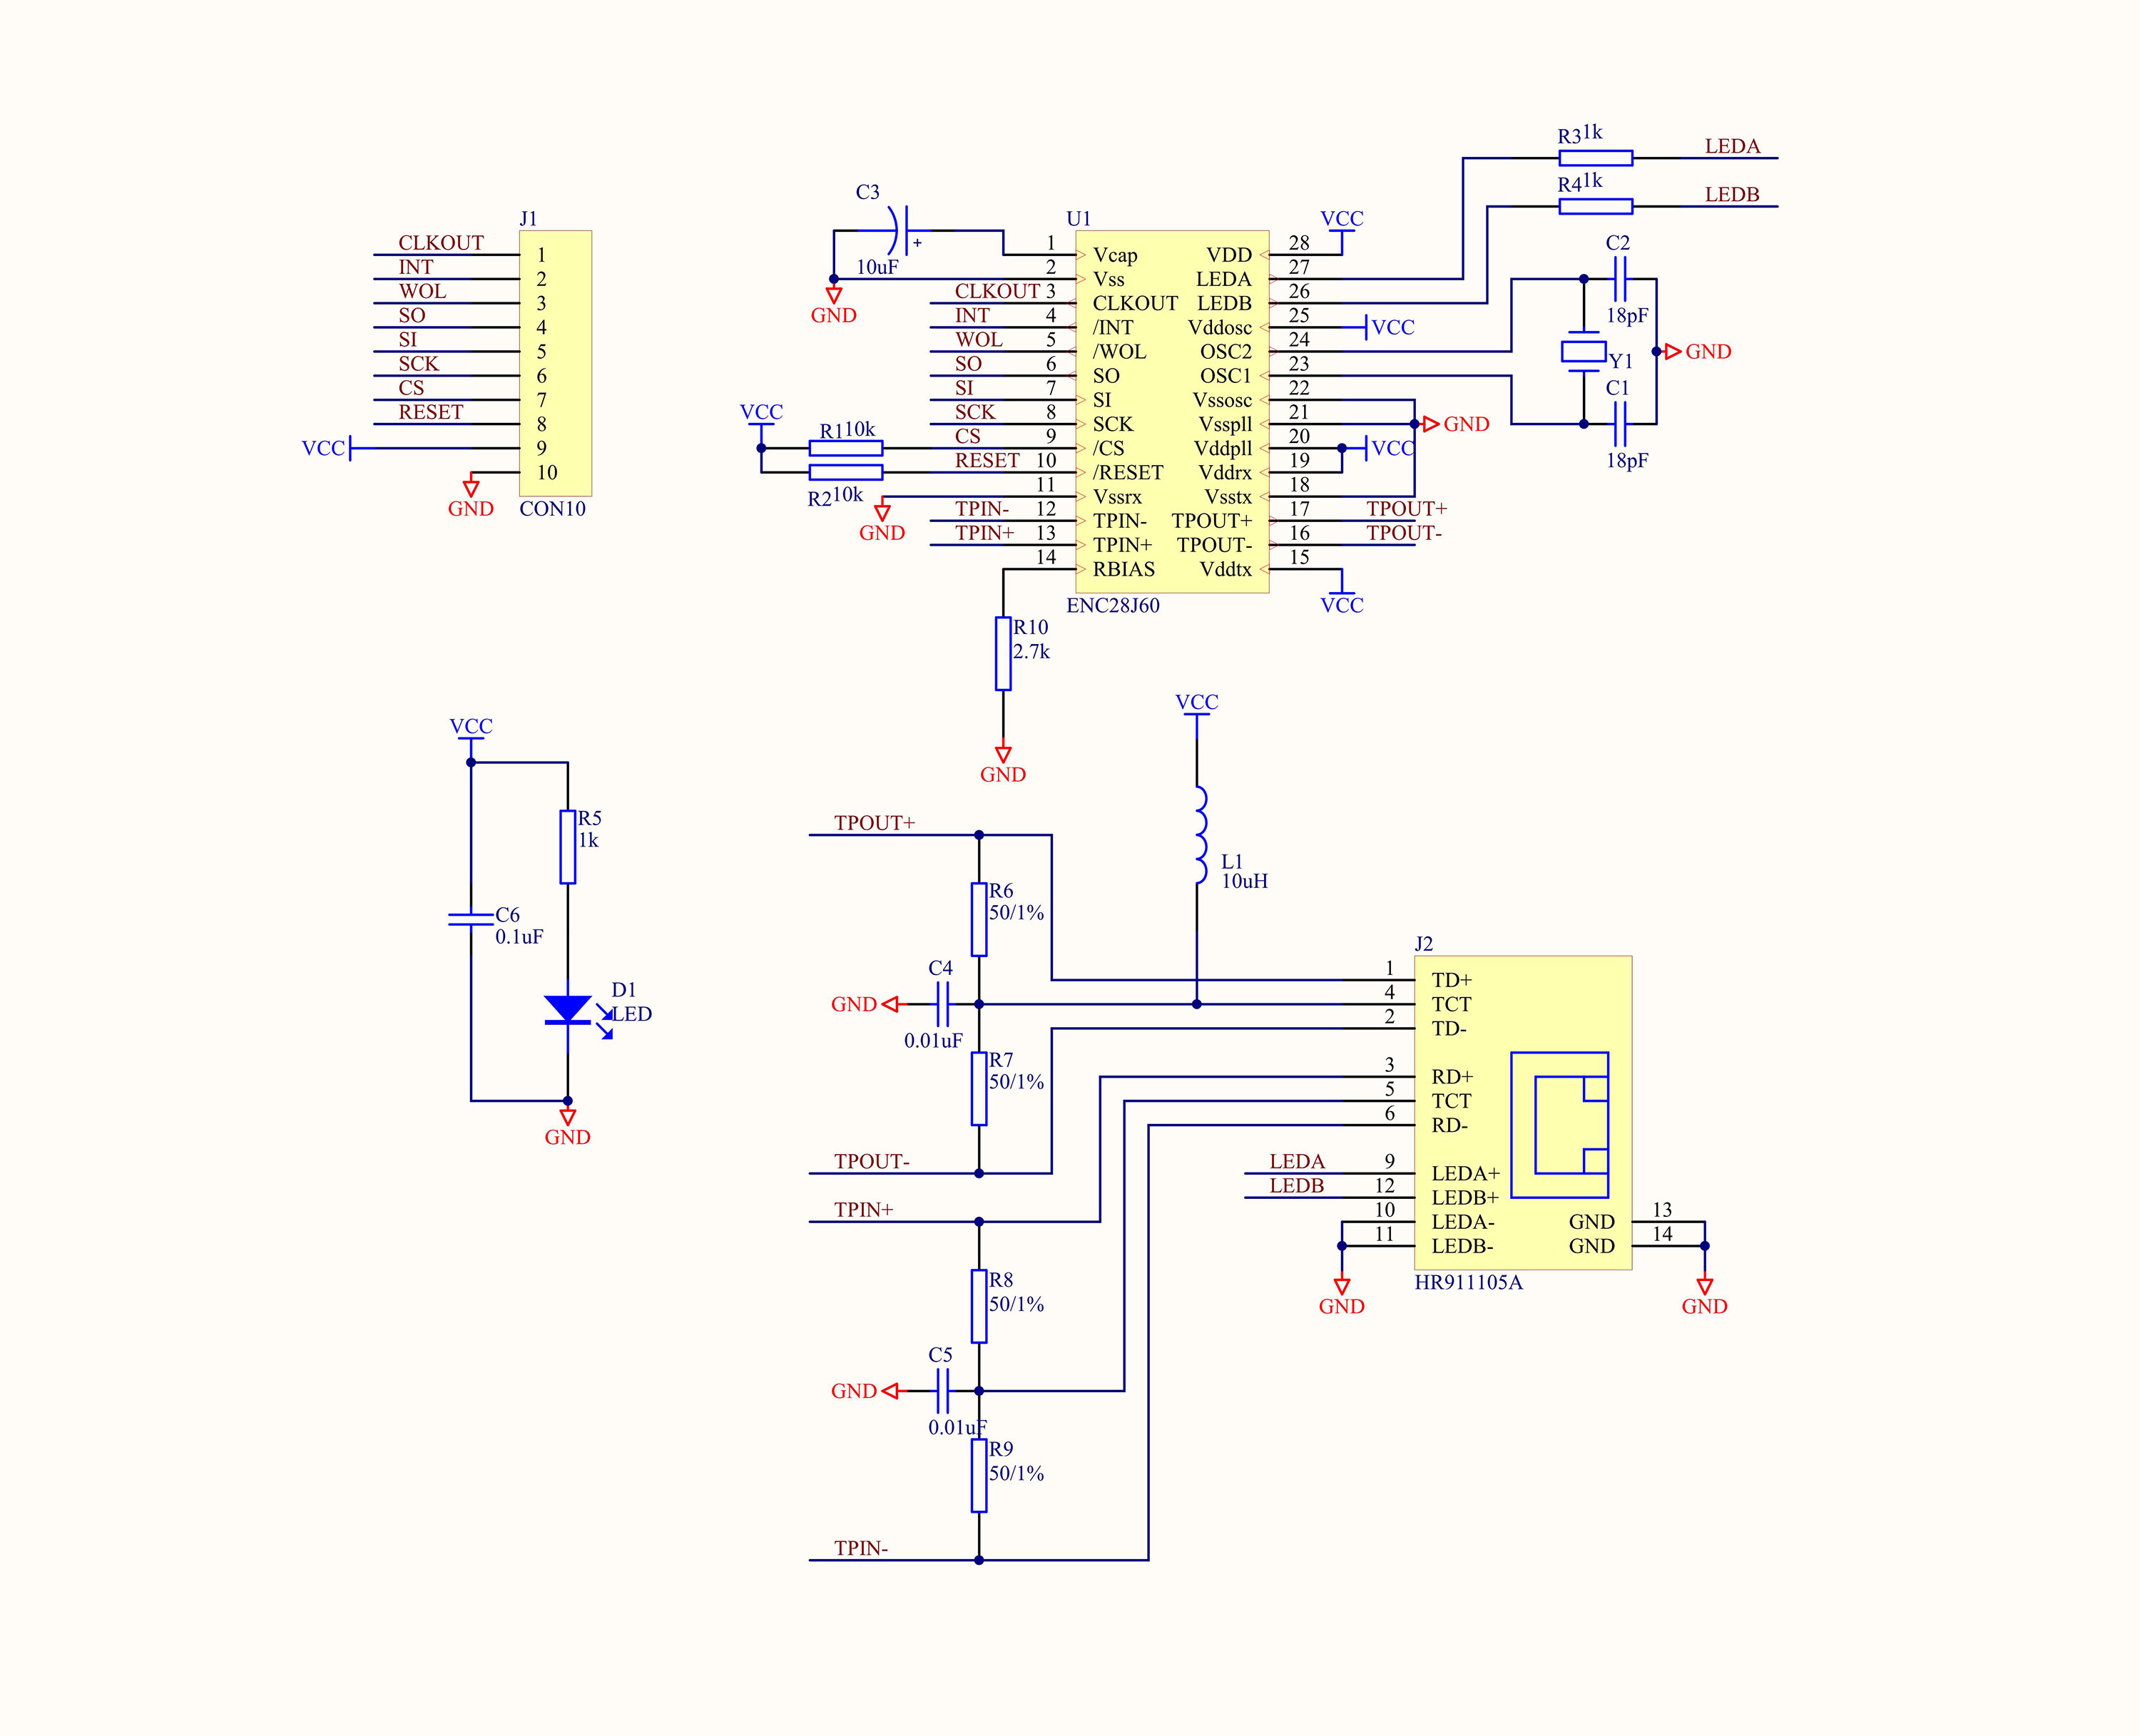 J1
CLKOUT 1
INT 2
WOL 3
SO 4
SI 5
SCK 6
CS 7
RESET 8
VCC 9
10
GND
CON10
C3
10uF
GND
VCC
R1 10k
R2 10k
GND
U1
CLKOUT
INT
WOL
SO
SI
SCK
CS
RESET
TPIN-
TPIN+
1 Vcap
2 Vss
3 CLKOUT
4 /INT
5 /WOL
6 SO
7 SI
8 SCK
9 /CS
10 /RESET
11 Vssrx
12 TPIN-
13 TPIN+
14 RBIAS
VDD 28
LEDA 27
LEDB 26
Vddosc 25
OSC2 24
OSC1 23
Vssosc 22
Vsspll 21
Vddpll 20
Vddrx 19
Vsstx 18
TPOUT+ 17
TPOUT- 16
Vddtx 15
ENC28J60
VCC
VCC
GND
VCC
TPOUT+
TPOUT-
VCC
R3 1k
LEDA
R4 1k
LEDB
C2
18pF
Y1
GND
C1
18pF
R10
2.7k
GND
VCC
R5
1k
C6
0.1uF
D1
LED
GND
VCC
L1
10uH
TPOUT+
R6
50/1%
C4
GND
0.01uF
R7
50/1%
TPOUT-
TPIN+
R8
50/1%
C5
GND
0.01uF
R9
50/1%
TPIN-
J2
1 TD+
4 TCT
2 TD-
3 RD+
5 TCT
6 RD-
LEDA 9 LEDA+
LEDB 12 LEDB+
10 LEDA- GND 13
11 LEDB- GND 14
HR911105A
GND
GND